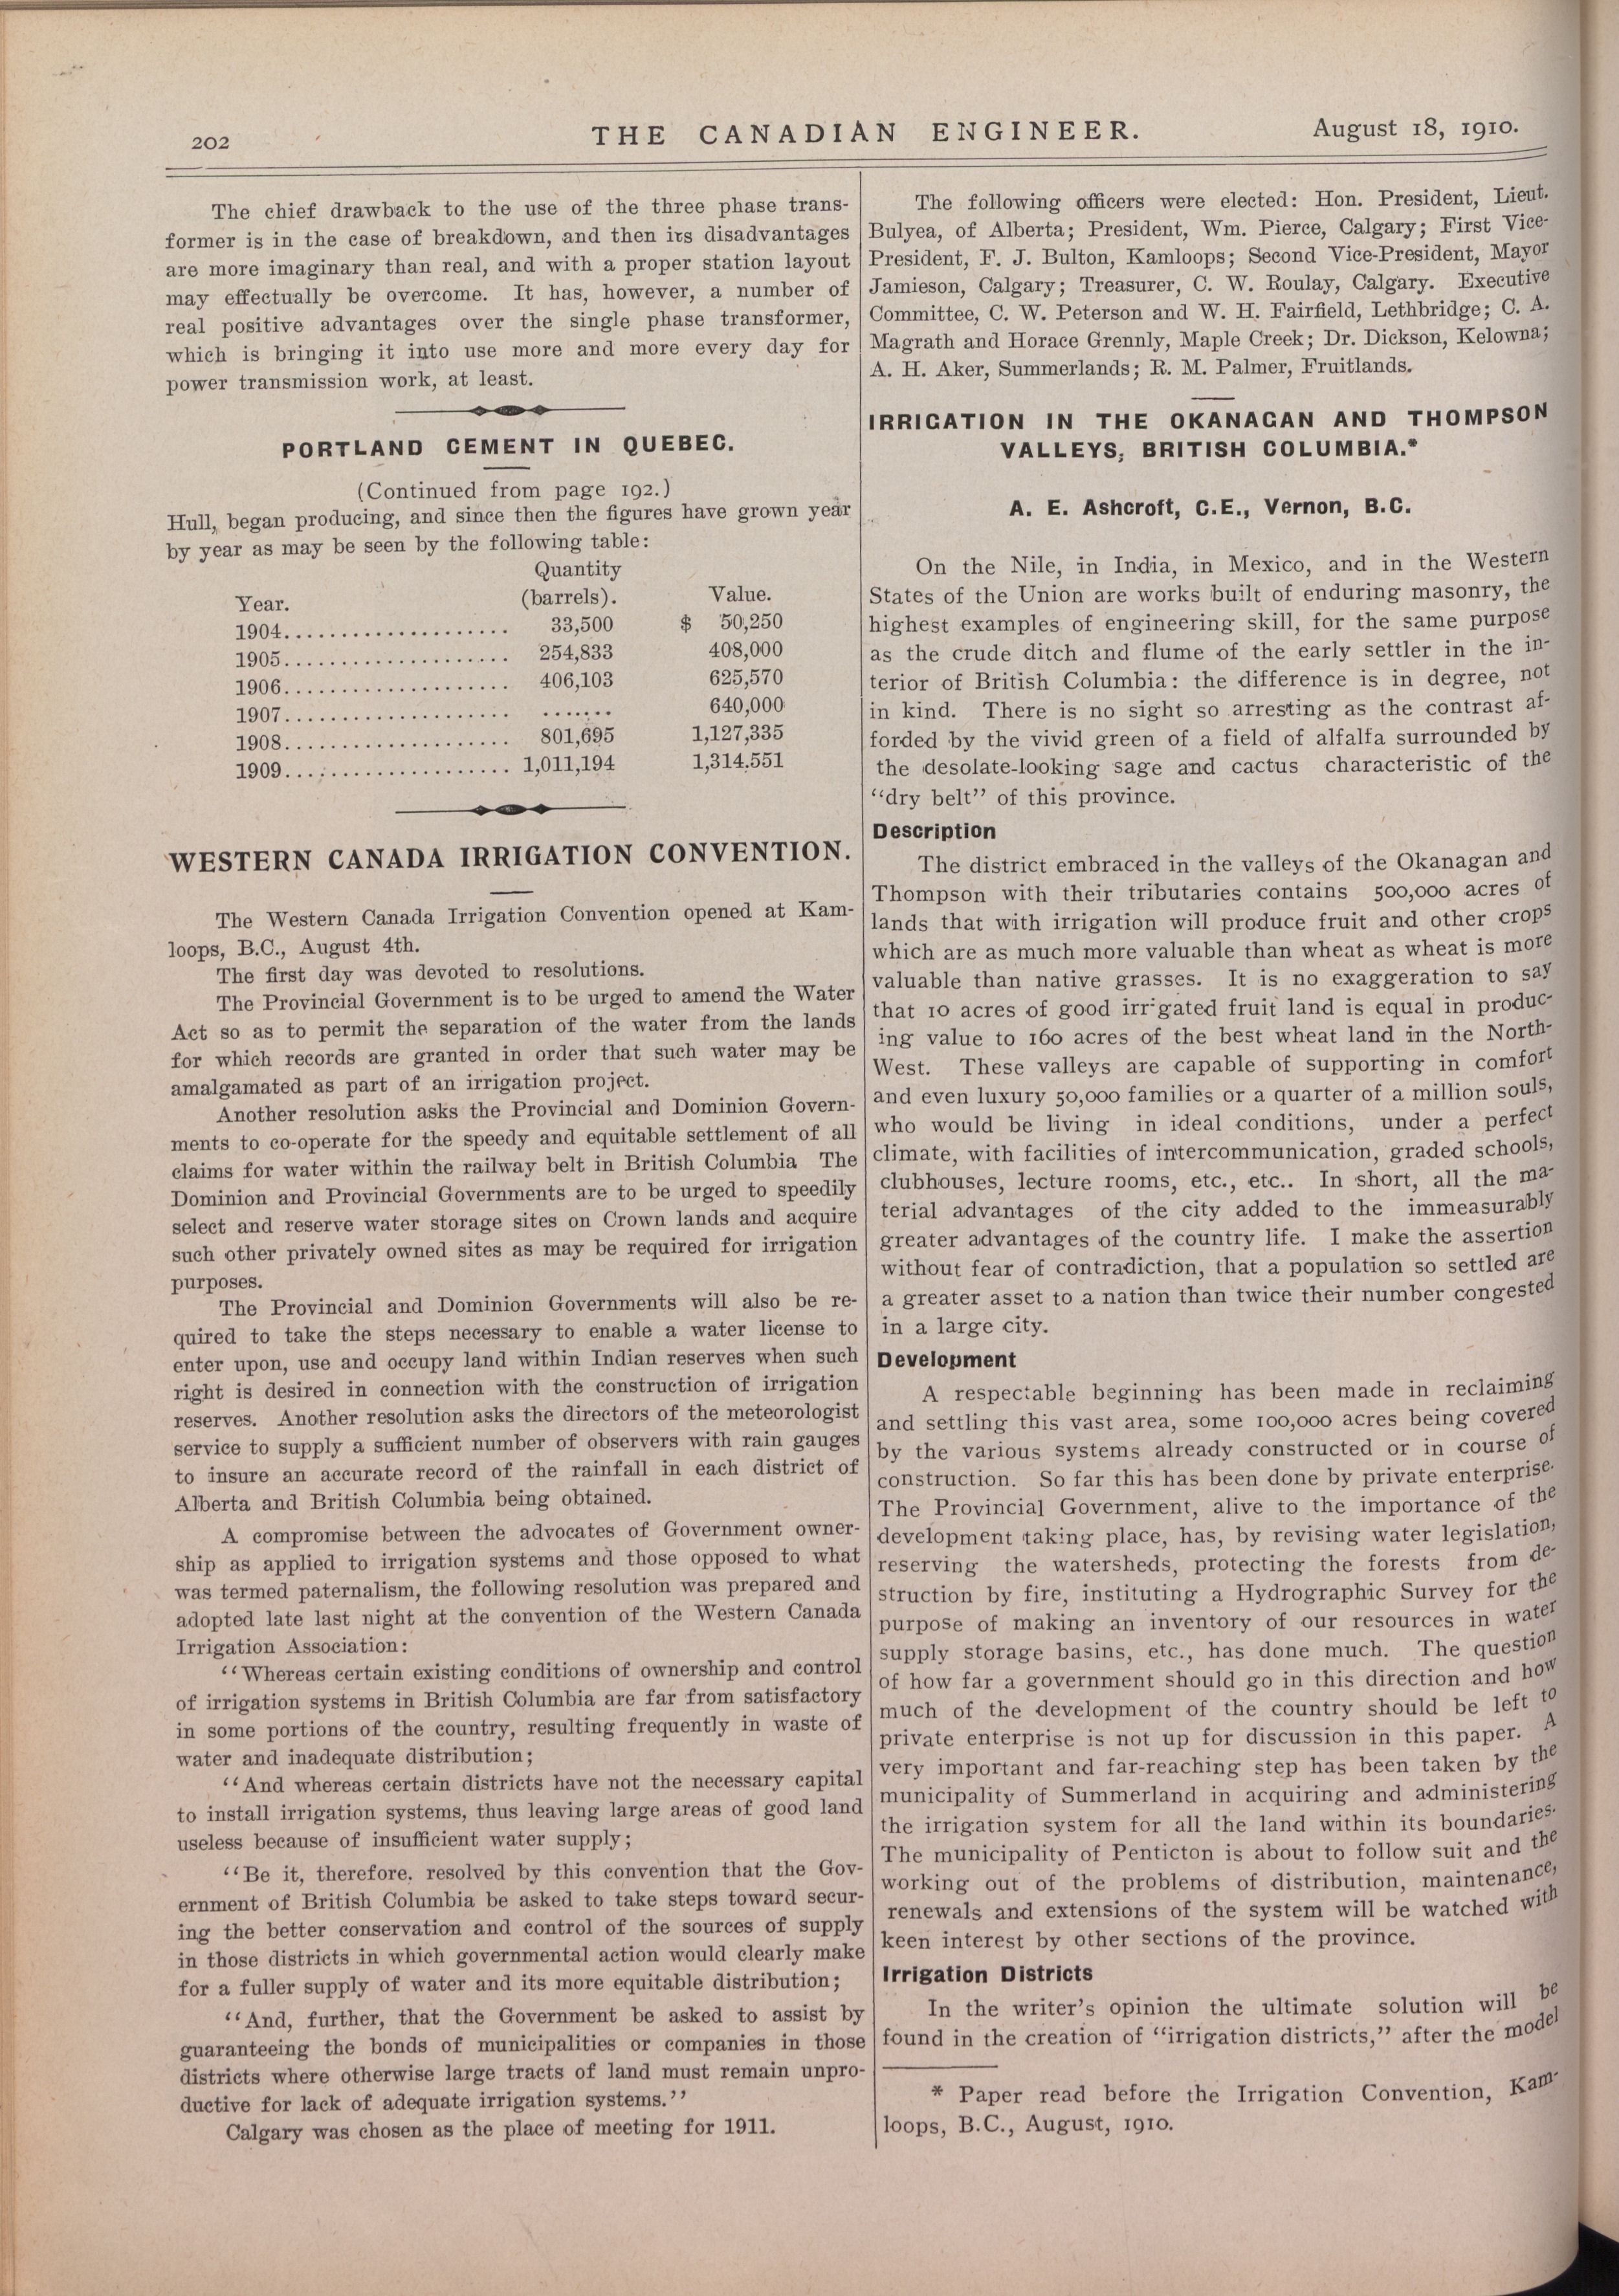 202
THE CANADIAN ENGINEER.
August 18, 1910.
The chief drawback to the use of the three phase trans-
former is in the case of breakdown, and then its disadvantages
are more imaginary than real, and with a proper station layout
may effectually be overcome. It has, however, a number of
real positive advantages over the single phase transformer,
which is bringing it into use more and more every day for
power transmission work, at least.
PORTLAND CEMENT IN QUEBEC.
(Continued from page 192.)
Hull, began producing, and since then the figures have grown year
by year as may be seen by the following table:
Quantity
Year. (barrels). Value.
1904.................... 33,500 $ 50,250
1905.................... 254,833 408,000
1906.................... 406,103 625,570
1907.................... ....... 640,000
1908.................... 801,695 1,127,335
1909.................... 1,011,194 1,314,551
WESTERN CANADA IRRIGATION CONVENTION.
The Western Canada Irrigation Convention opened at Kam-
loops, B.C., August 4th.
The first day was devoted to resolutions.
The Provincial Government is to be urged to amend the Water
Act so as to permit the separation of the water from the lands
for which records are granted in order that such water may be
amalgamated as part of an irrigation project.
Another resolution asks the Provincial and Dominion Govern-
ments to co-operate for the speedy and equitable settlement of all
claims for water within the railway belt in British Columbia The
Dominion and Provincial Governments are to be urged to speedily
select and reserve water storage sites on Crown lands and acquire
such other privately owned sites as may be required for irrigation
purposes.
The Provincial and Dominion Governments will also be re-
quired to take the steps necessary to enable a water license to
enter upon, use and occupy land within Indian reserves when such
right is desired in connection with the construction of irrigation
reserves. Another resolution asks the directors of the meteorologist
service to supply a sufficient number of observers with rain gauges
to insure an accurate record of the rainfall in each district of
Alberta and British Columbia being obtained.
A compromise between the advocates of Government owner-
ship as applied to irrigation systems and those opposed to what
was termed paternalism, the following resolution was prepared and
adopted late last night at the convention of the Western Canada
Irrigation Association:
"Whereas certain existing conditions of ownership and control
of irrigation systems in British Columbia are far from satisfactory
in some portions of the country, resulting frequently in waste of
water and inadequate distribution;
"And whereas certain districts have not the necessary capital
to install irrigation systems, thus leaving large areas of good land
useless because of insufficient water supply;
"Be it, therefore, resolved by this convention that the Gov-
ernment of British Columbia be asked to take steps toward secur-
ing the better conservation and control of the sources of supply
in those districts in which governmental action would clearly make
for a fuller supply of water and its more equitable distribution;
"And, further, that the Government be asked to assist by
guaranteeing the bonds of municipalities or companies in those
districts where otherwise large tracts of land must remain unpro-
ductive for lack of adequate irrigation systems."
Calgary was chosen as the place of meeting for 1911.
The following officers were elected: Hon. President, Lieut.
Bulyea, of Alberta; President, Wm. Pierce, Calgary; First Vice-
President, F. J. Bulton, Kamloops; Second Vice-President, Mayor
Jamieson, Calgary; Treasurer, C. W. Roulay, Calgary. Executive
Committee, C. W. Peterson and W. H. Fairfield, Lethbridge; C. A.
Magrath and Horace Grennly, Maple Creek; Dr. Dickson, Kelowna;
A. H. Aker, Summerlands; R. M. Palmer, Fruitlands.
IRRIGATION IN THE OKANAGAN AND THOMPSON
VALLEYS, BRITISH COLUMBIA.*
A. E. Ashcroft, C.E., Vernon, B.C.
On the Nile, in India, in Mexico, and in the Western
States of the Union are works built of enduring masonry, the
highest examples of engineering skill, for the same purpose
as the crude ditch and flume of the early settler in the in-
terior of British Columbia: the difference is in degree, not
in kind. There is no sight so arresting as the contrast af-
forded by the vivid green of a field of alfalfa surrounded by
the desolate-looking sage and cactus characteristic of the
"dry belt" of this province.
Description
The district embraced in the valleys of the Okanagan and
Thompson with their tributaries contains 500,000 acres of
lands that with irrigation will produce fruit and other crops
which are as much more valuable than wheat as wheat is more
valuable than native grasses. It is no exaggeration to say
that 10 acres of good irrigated fruit land is equal in produc-
ing value to 160 acres of the best wheat land in the North-
West. These valleys are capable of supporting in comfort
and even luxury 50,000 families or a quarter of a million souls,
who would be living in ideal conditions, under a perfect
climate, with facilities of intercommunication, graded schools,
clubhouses, lecture rooms, etc., etc.. In short, all the ma-
terial advantages of the city added to the immeasurably
greater advantages of the country life. I make the assertion
without fear of contradiction, that a population so settled are
a greater asset to a nation than twice their number congested
in a large city.
Development
A respectable beginning has been made in reclaiming
and settling this vast area, some 100,000 acres being covered
by the various systems already constructed or in course of
construction. So far this has been done by private enterprise.
The Provincial Government, alive to the importance of the
development taking place, has, by revising water legislation,
reserving the watersheds, protecting the forests from de-
struction by fire, instituting a Hydrographic Survey for the
purpose of making an inventory of our resources in water
supply storage basins, etc., has done much. The question
of how far a government should go in this direction and how
much of the development of the country should be left to
private enterprise is not up for discussion in this paper. A
very important and far-reaching step has been taken by the
municipality of Summerland in acquiring and administering
the irrigation system for all the land within its boundaries.
The municipality of Penticton is about to follow suit and the
working out of the problems of distribution, maintenance,
renewals and extensions of the system will be watched with
keen interest by other sections of the province.
Irrigation Districts
In the writer's opinion the ultimate solution will be
found in the creation of "irrigation districts," after the model
* Paper read before the Irrigation Convention, Kam-
loops, B.C., August, 1910.